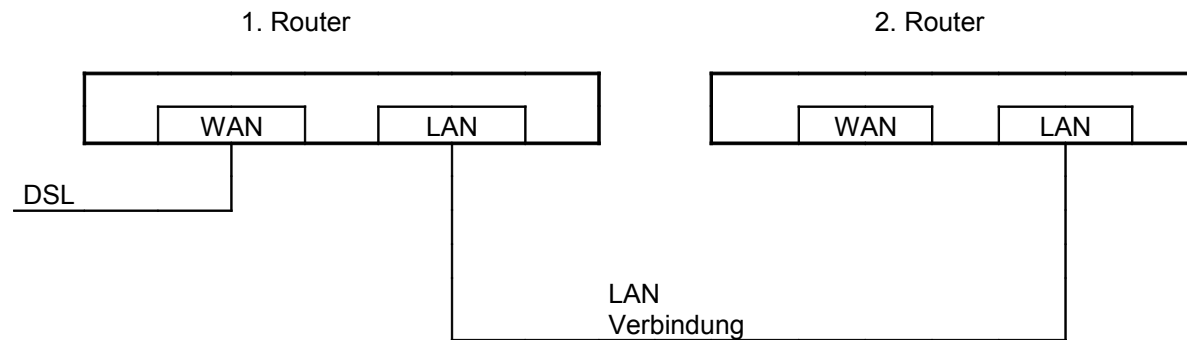 1. Router
2. Router
WAN
LAN
WAN
LAN
DSL
LAN
Verbindung